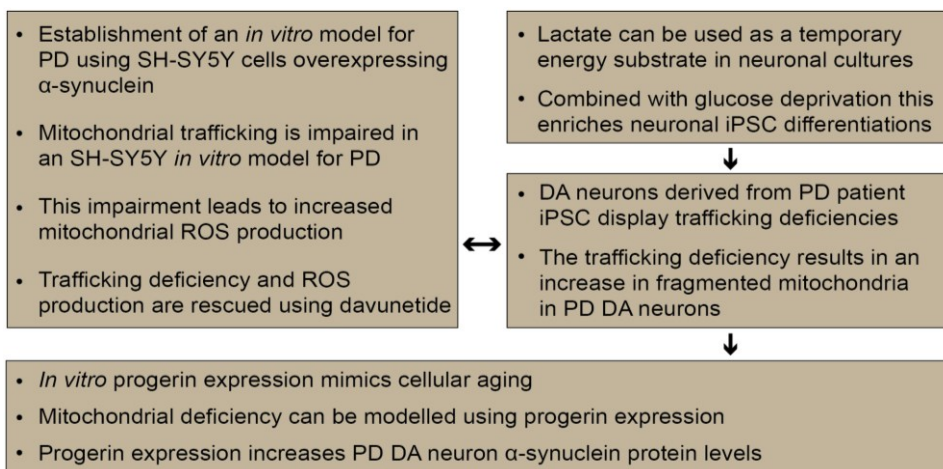 • Establishment of an in vitro model for
PD using SH-SY5Y cells overexpressing
α-synuclein
• Mitochondrial trafficking is impaired in
an SH-SY5Y in vitro model for PD
• This impairment leads to increased
mitochondrial ROS production
• Trafficking deficiency and ROS
production are rescued using davunetide
• Lactate can be used as a temporary
energy substrate in neuronal cultures
• Combined with glucose deprivation this
enriches neuronal iPSC differentiations
• DA neurons derived from PD patient
iPSC display trafficking deficiencies
• The trafficking deficiency results in an
increase in fragmented mitochondria
in PD DA neurons
• In vitro progerin expression mimics cellular aging
• Mitochondrial deficiency can be modelled using progerin expression
• Progerin expression increases PD DA neuron α-synuclein protein levels